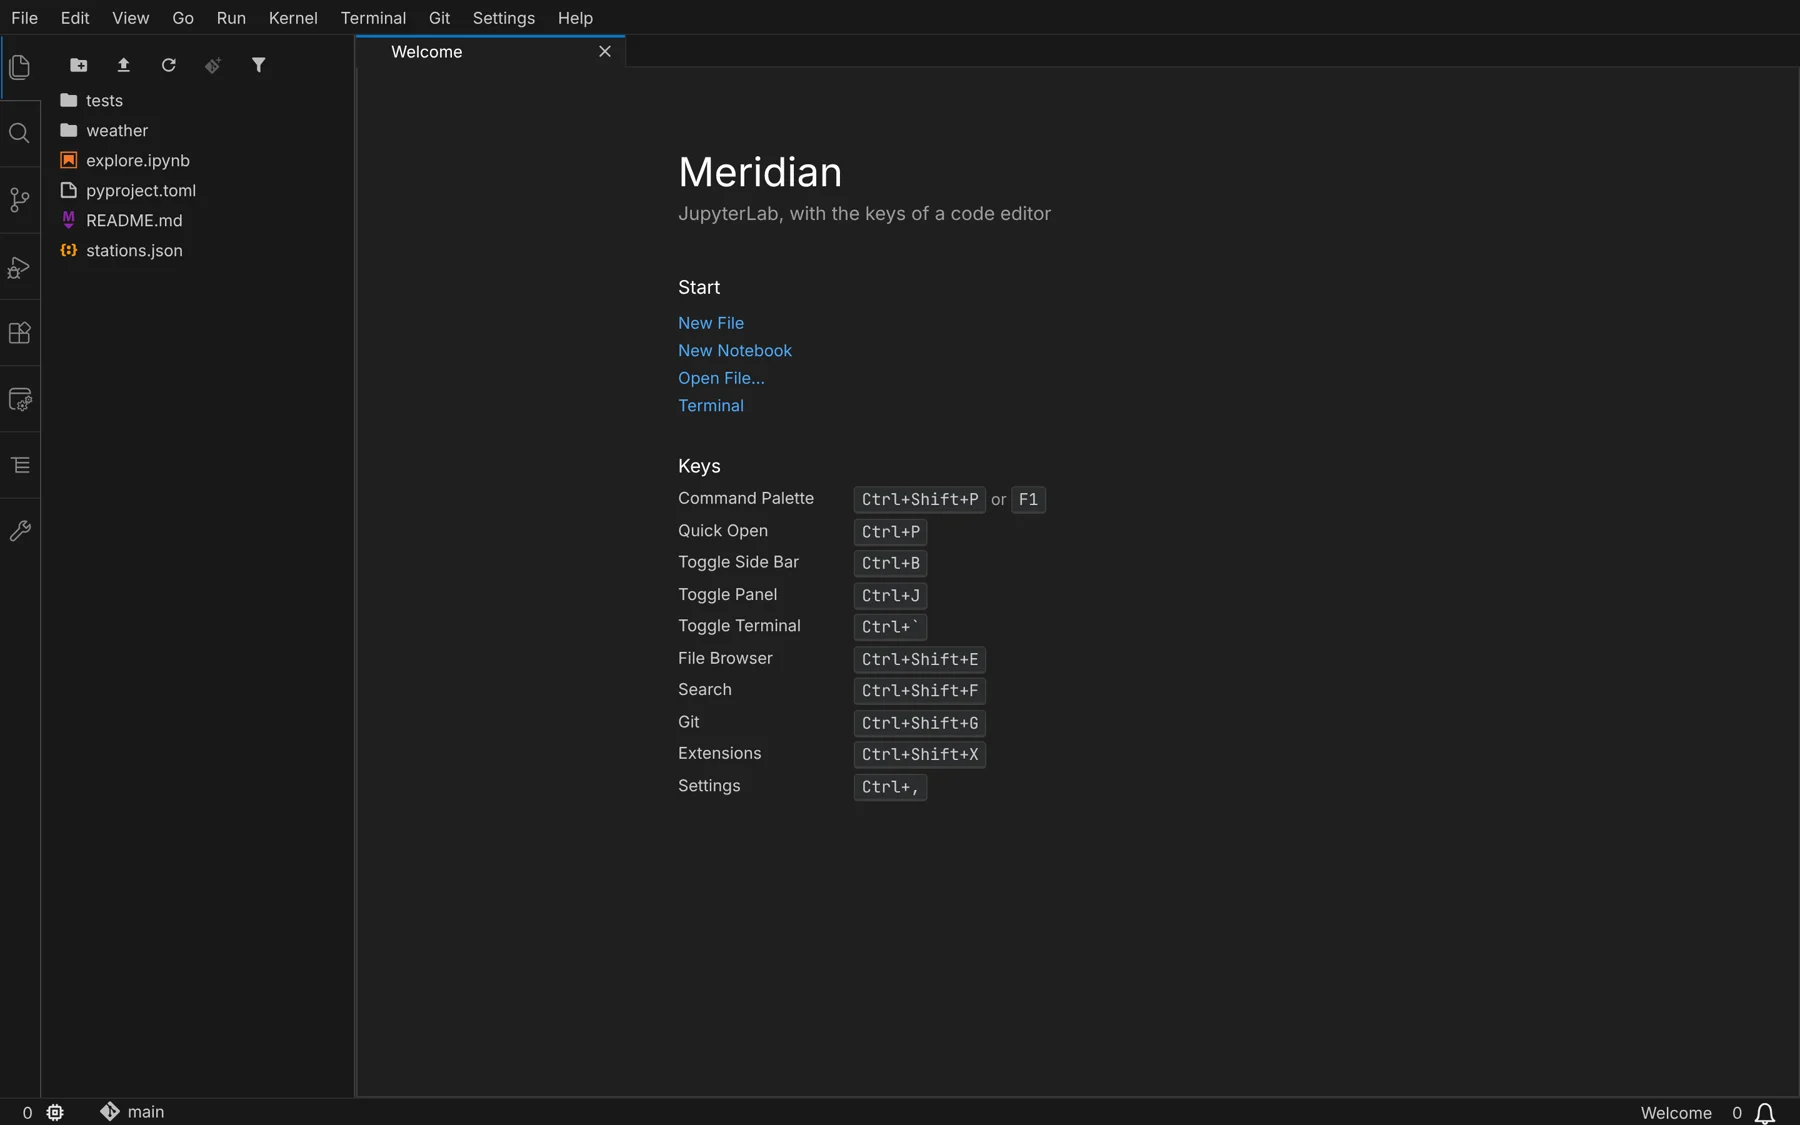 File Edit View Go Run Kernel Terminal Git Settings Help
Welcome
tests
weather
explore.ipynb
pyproject.toml
README.md
stations.json
Meridian
JupyterLab, with the keys of a code editor
Start
New File
New Notebook
Open File...
Terminal
Keys
Command Palette Ctrl+Shift+P or F1
Quick Open Ctrl+P
Toggle Side Bar Ctrl+B
Toggle Panel Ctrl+J
Toggle Terminal Ctrl+`
File Browser Ctrl+Shift+E
Search Ctrl+Shift+F
Git Ctrl+Shift+G
Extensions Ctrl+Shift+X
Settings Ctrl+,
0 main Welcome 0